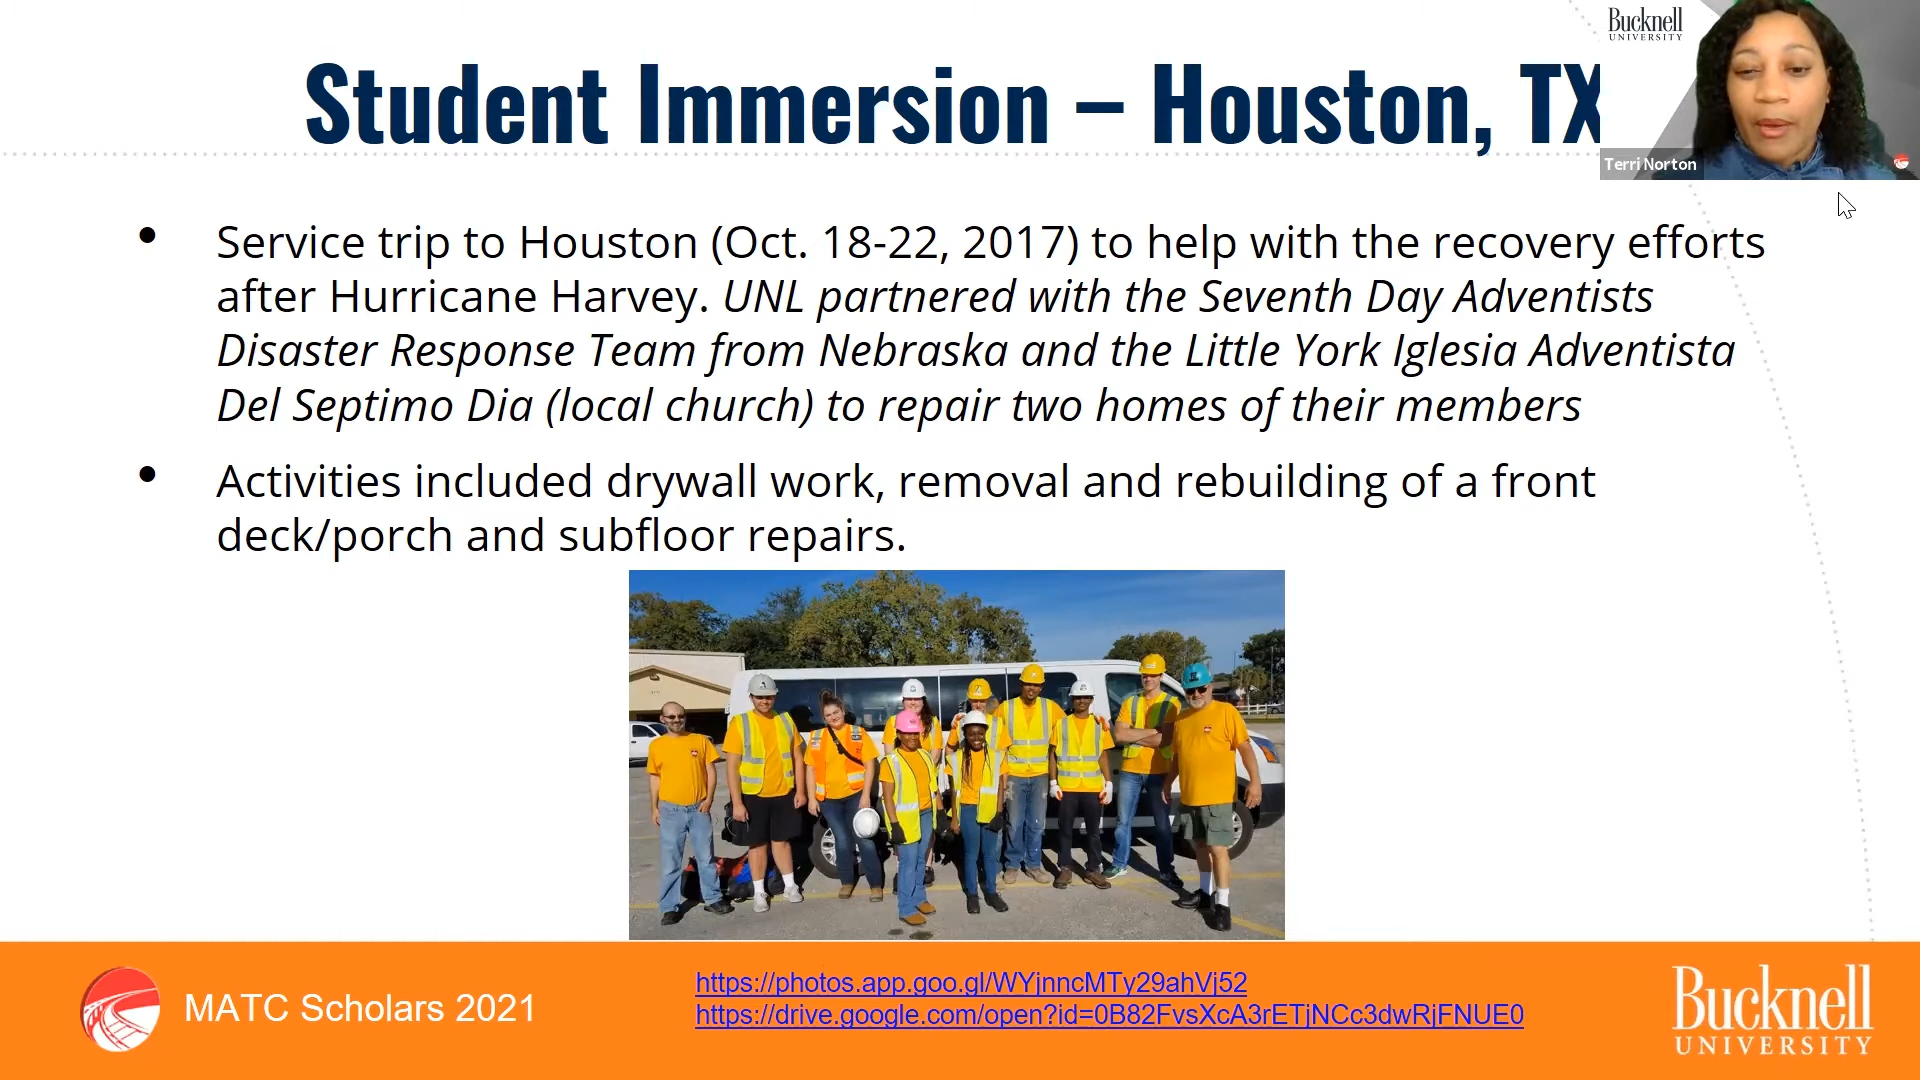 Bucknell
UNIVERSITY
Student Immersion – Houston, TX
Terri Norton
• Service trip to Houston (Oct. 18-22, 2017) to help with the recovery efforts
after Hurricane Harvey. UNL partnered with the Seventh Day Adventists
Disaster Response Team from Nebraska and the Little York Iglesia Adventista
Del Septimo Dia (local church) to repair two homes of their members
• Activities included drywall work, removal and rebuilding of a front
deck/porch and subfloor repairs.
MATC Scholars 2021
https://photos.app.goo.gl/WYjnncMTy29ahVj52
https://drive.google.com/open?id=0B82FvsXcA3rETjNCc3dwRjFNUE0
Bucknell
UNIVERSITY